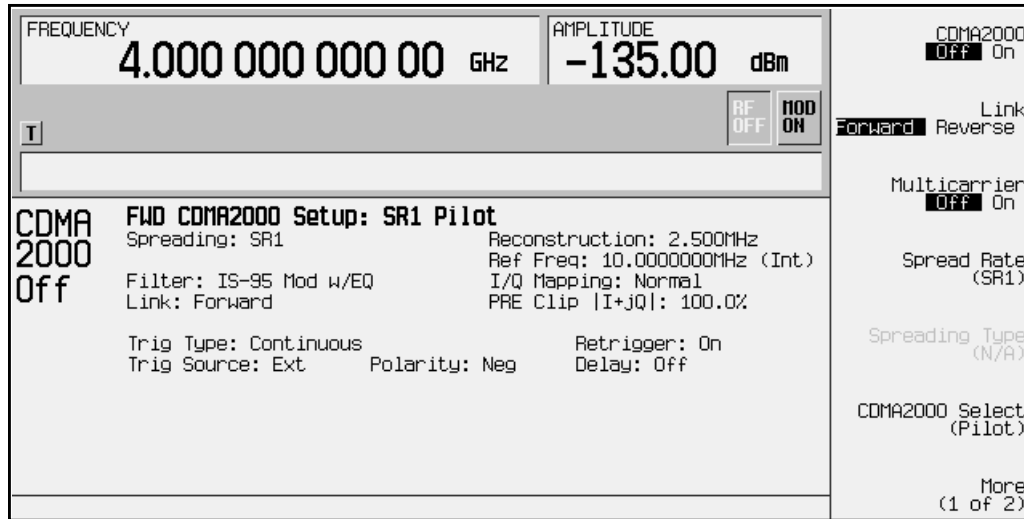 FREQUENCY
4.000 000 000 00 GHz
AMPLITUDE
-135.00 dBm
RF OFF
MOD ON
T
CDMA 2000 Off
FWD CDMA2000 Setup: SR1 Pilot
Spreading: SR1
Reconstruction: 2.500MHz
Ref Freq: 10.0000000MHz (Int)
Filter: IS-95 Mod w/EQ
I/Q Mapping: Normal
Link: Forward
PRE Clip |I+jQ|: 100.0%
Trig Type: Continuous
Retrigger: On
Trig Source: Ext
Polarity: Neg
Delay: Off
CDMA2000
Off On
Link
Forward Reverse
Multicarrier
Off On
Spread Rate
(SR1)
Spreading Type
(N/A)
CDMA2000 Select
(Pilot)
More
(1 of 2)